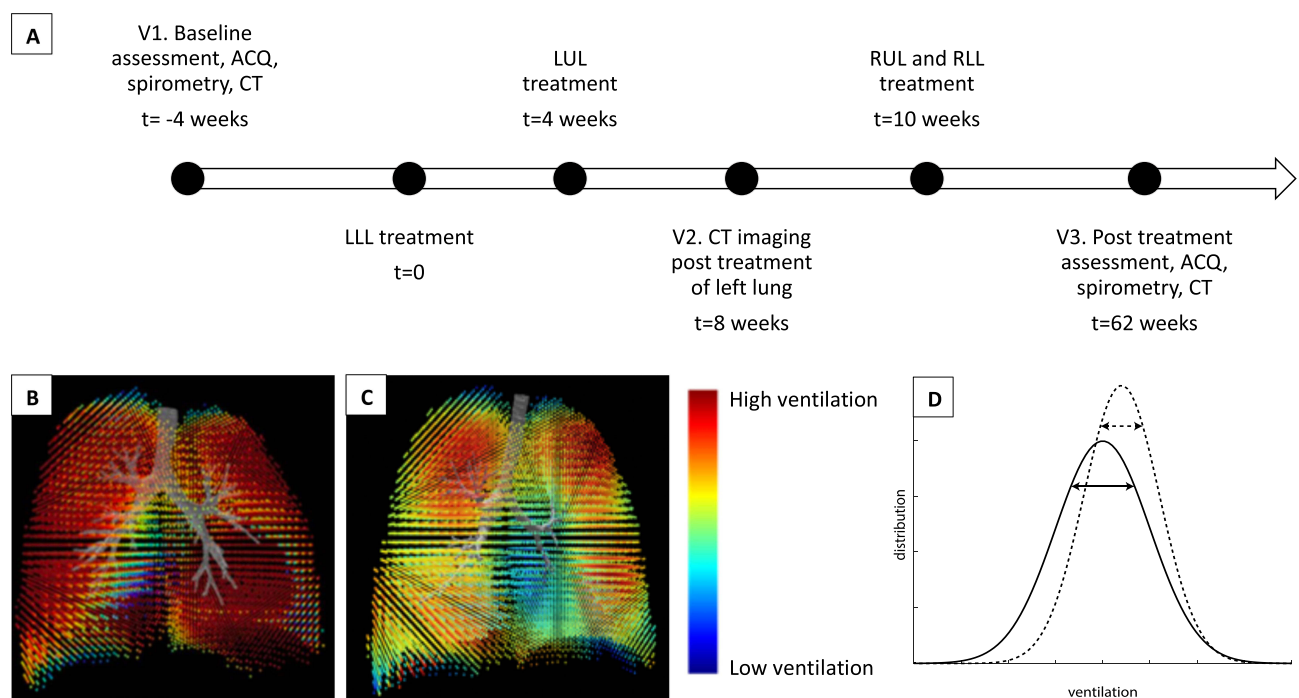 A
V1. Baseline
assessment, ACQ,
spirometry, CT
t= -4 weeks
LUL
treatment
t=4 weeks
RUL and RLL
treatment
t=10 weeks
LLL treatment
t=0
V2. CT imaging
post treatment
of left lung
t=8 weeks
V3. Post treatment
assessment, ACQ,
spirometry, CT
t=62 weeks
B
C
High ventilation
Low ventilation
D
distribution
ventilation